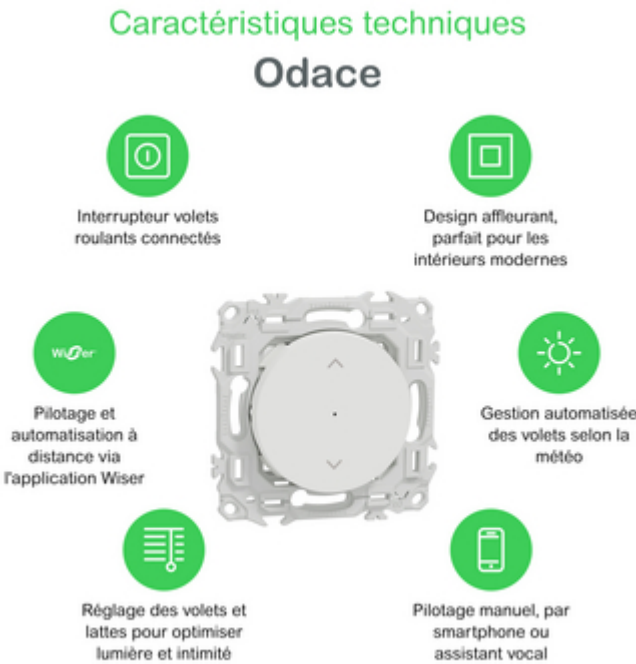 Caractéristiques techniques
Odace
Interrupteur volets
roulants connectés
Design affleurant,
parfait pour les
intérieurs modernes
Wiser
Pilotage et
automatisation à
distance via
l'application Wiser
Gestion automatisée
des volets selon la
météo
Réglage des volets et
lattes pour optimiser
lumière et intimité
Pilotage manuel, par
smartphone ou
assistant vocal